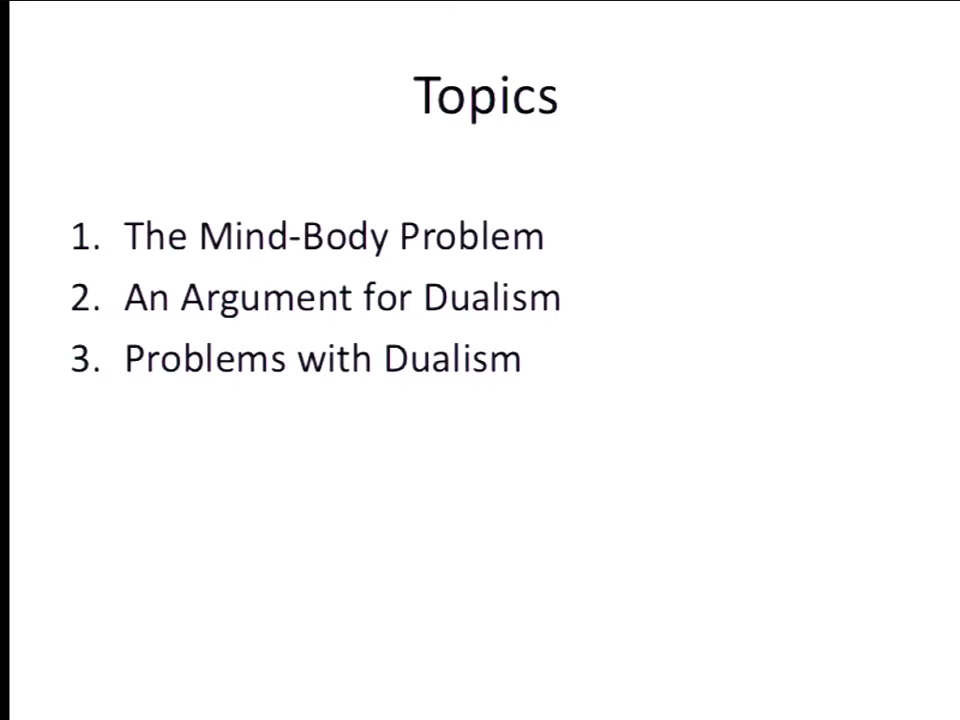 Topics
1. The Mind-Body Problem
2. An Argument for Dualism
3. Problems with Dualism